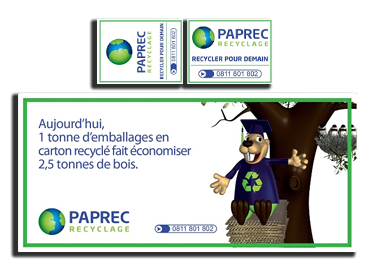 PAPREC
RECYCLAGE
RECYCLER POUR DEMAIN
0811 801 802
PAPREC
RECYCLAGE
RECYCLER POUR DEMAIN
0811 801 802
Aujourd'hui,
1 tonne d'emballages en
carton recyclé fait économiser
2,5 tonnes de bois.
PAPREC
RECYCLAGE
0811 801 802